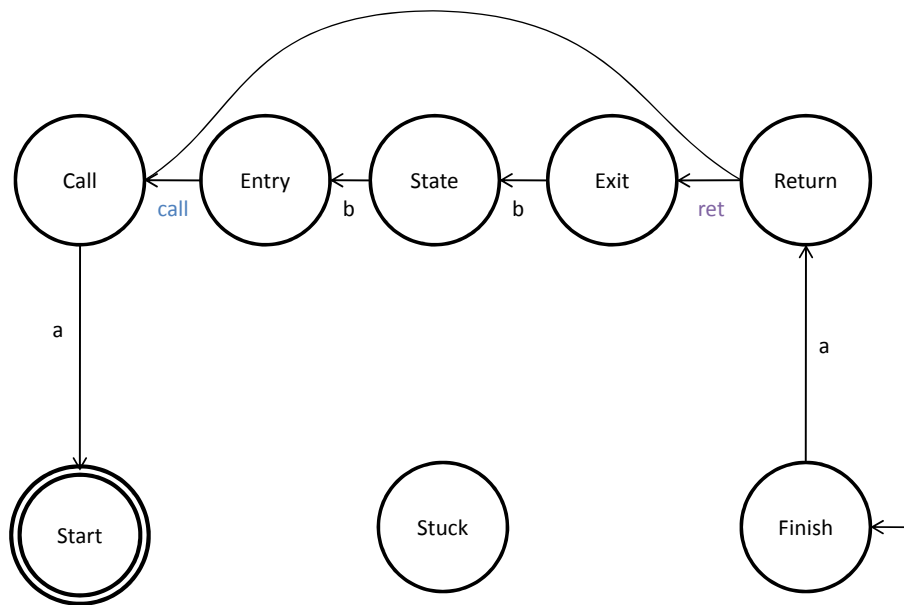 Call
Entry
State
Exit
Return
call
b
b
ret
a
a
Start
Stuck
Finish